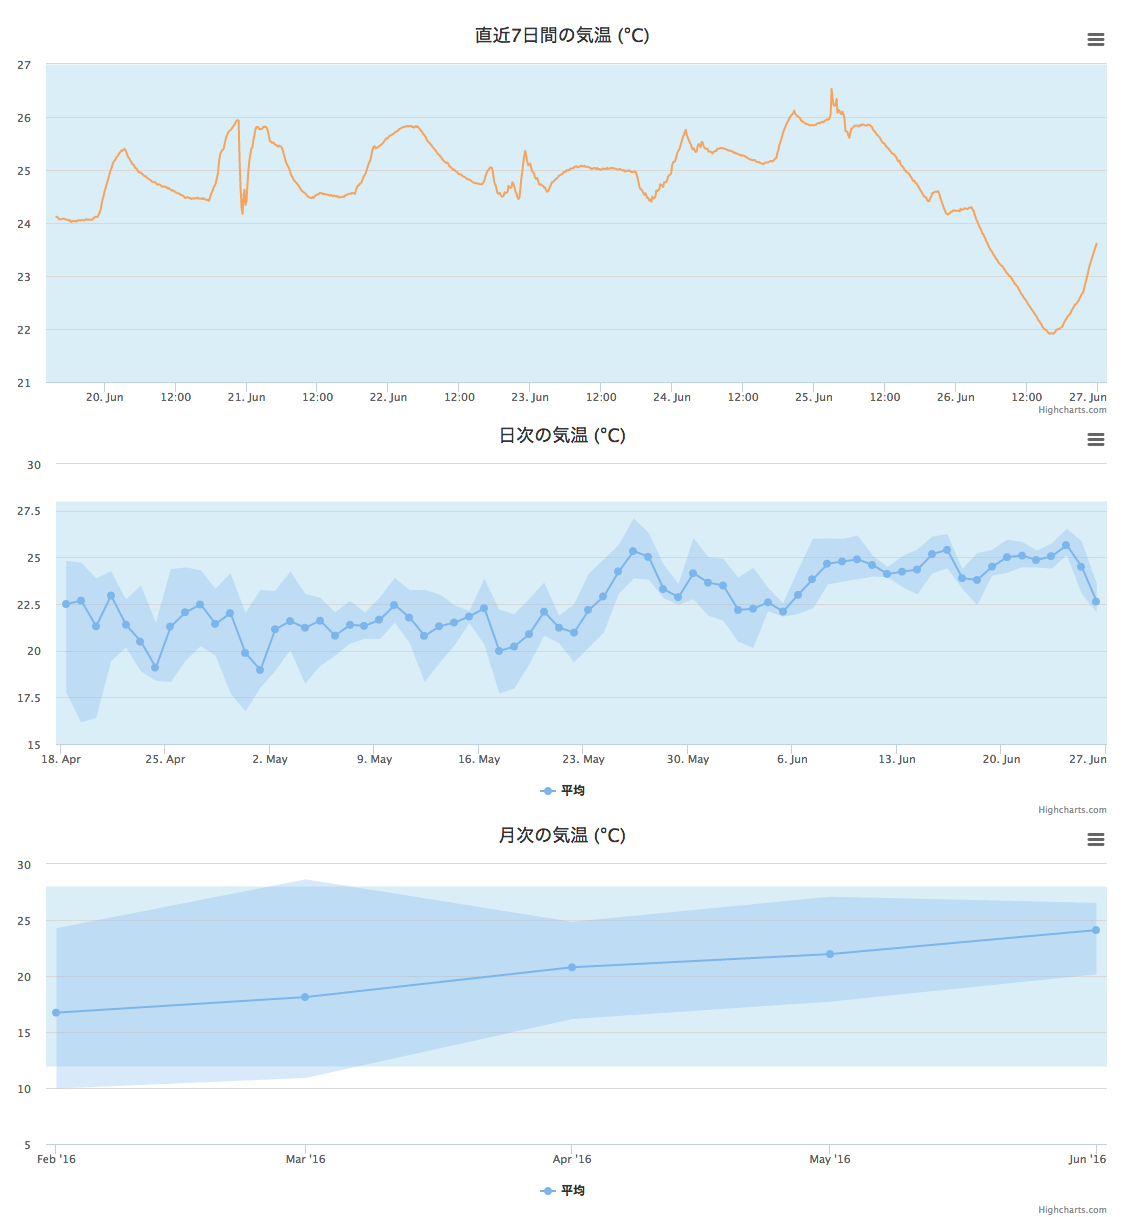 直近7日間の気温 (°C)
27
26
25
24
23
22
21
20. Jun 12:00 21. Jun 12:00 22. Jun 12:00 23. Jun 12:00 24. Jun 12:00 25. Jun 12:00 26. Jun 12:00 27. Jun
Highcharts.com
日次の気温 (°C)
30
27.5
25
22.5
20
17.5
15
18. Apr 25. Apr 2. May 9. May 16. May 23. May 30. May 6. Jun 13. Jun 20. Jun 27. Jun
平均
Highcharts.com
月次の気温 (°C)
30
25
20
15
10
5
Feb '16 Mar '16 Apr '16 May '16 Jun '16
平均
Highcharts.com